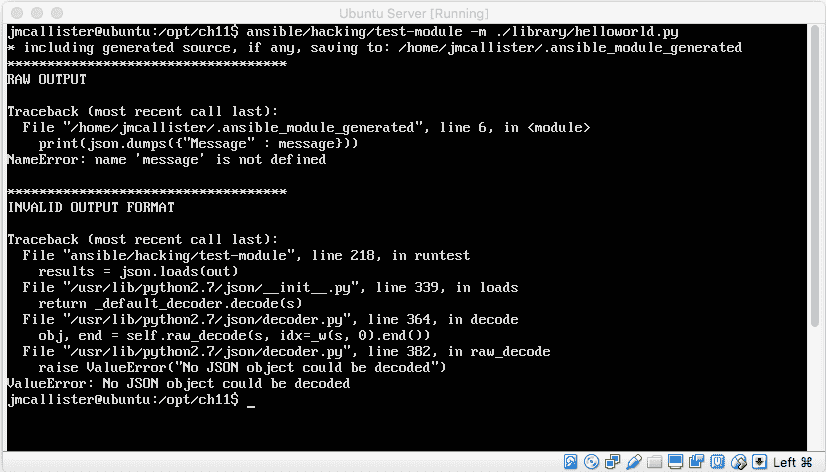 Ubuntu Server [Running]
jmcallister@ubuntu:/opt/ch11$ ansible/hacking/test-module -m ./library/helloworld.py
* including generated source, if any, saving to: /home/jmcallister/.ansible_module_generated
***********************************
RAW OUTPUT
Traceback (most recent call last):
  File "/home/jmcallister/.ansible_module_generated", line 6, in <module>
    print(json.dumps({"Message" : message}))
NameError: name 'message' is not defined
***********************************
INVALID OUTPUT FORMAT
Traceback (most recent call last):
  File "ansible/hacking/test-module", line 218, in runtest
    results = json.loads(out)
  File "/usr/lib/python2.7/json/__init__.py", line 339, in loads
    return _default_decoder.decode(s)
  File "/usr/lib/python2.7/json/decoder.py", line 364, in decode
    obj, end = self.raw_decode(s, idx=_w(s, 0).end())
  File "/usr/lib/python2.7/json/decoder.py", line 382, in raw_decode
    raise ValueError("No JSON object could be decoded")
ValueError: No JSON object could be decoded
jmcallister@ubuntu:/opt/ch11$ _
Left ⌘